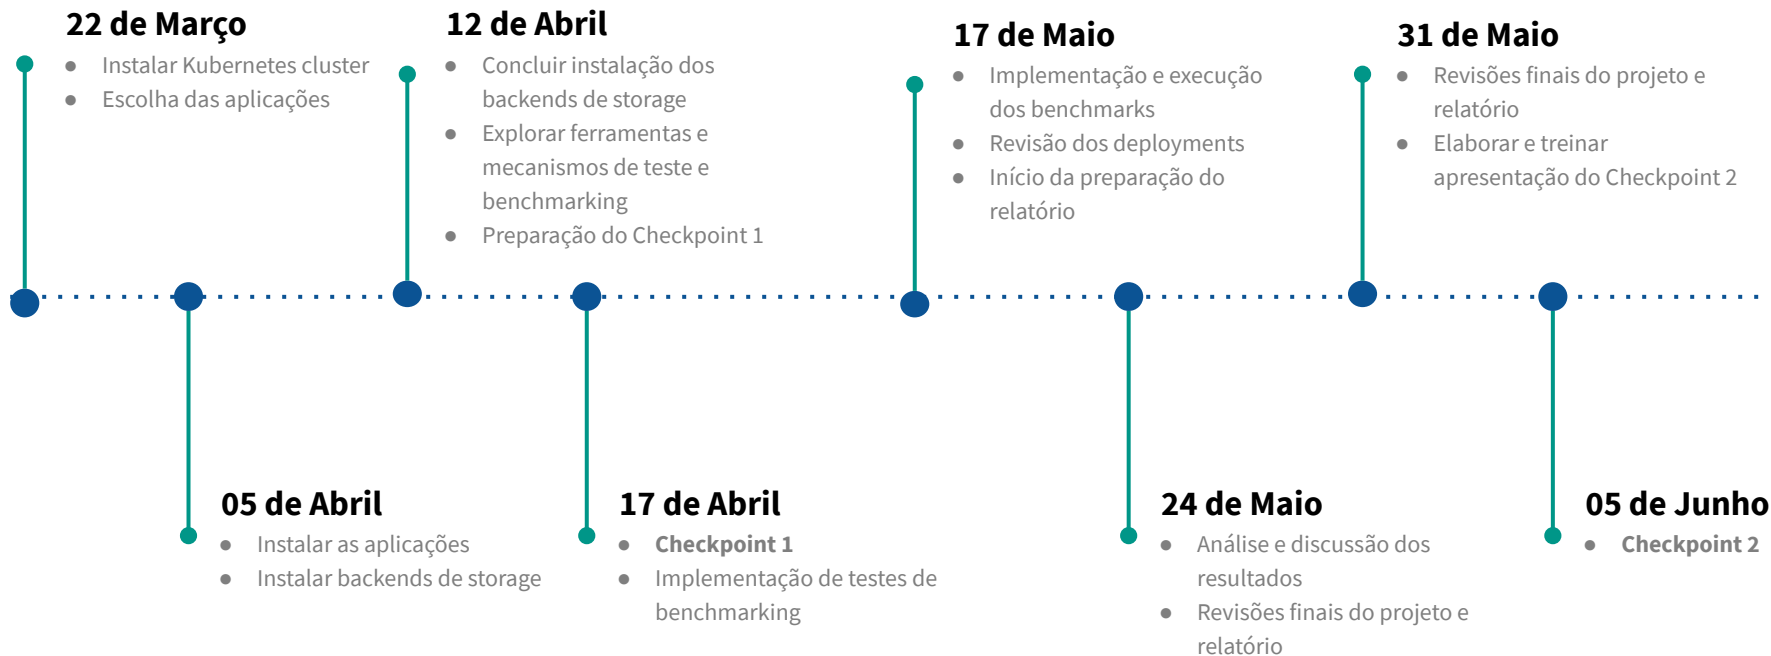 22 de Março
● Instalar Kubernetes cluster
● Escolha das aplicações
12 de Abril
● Concluir instalação dos
backends de storage
● Explorar ferramentas e
mecanismos de teste e
benchmarking
● Preparação do Checkpoint 1
17 de Maio
● Implementação e execução
dos benchmarks
● Revisão dos deployments
● Início da preparação do
relatório
31 de Maio
● Revisões finais do projeto e
relatório
● Elaborar e treinar
apresentação do Checkpoint 2
05 de Abril
● Instalar as aplicações
● Instalar backends de storage
17 de Abril
● Checkpoint 1
● Implementação de testes de
benchmarking
24 de Maio
● Análise e discussão dos
resultados
● Revisões finais do projeto e
relatório
05 de Junho
● Checkpoint 2